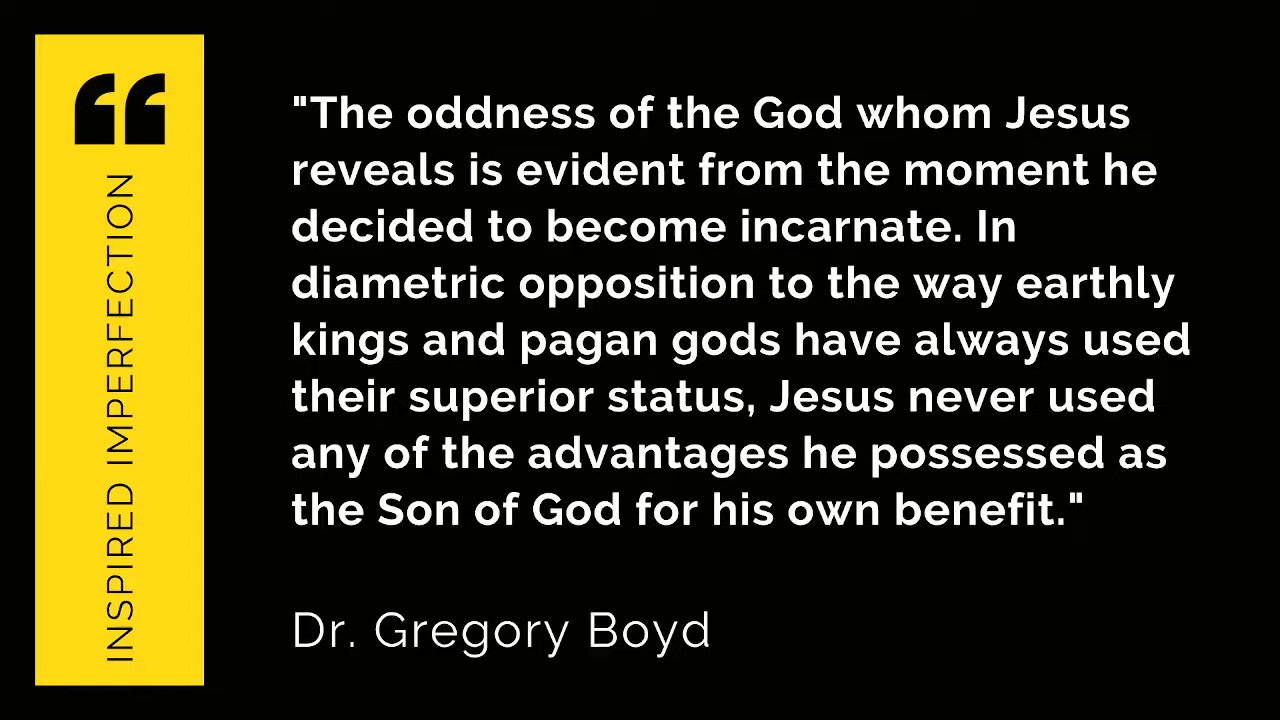 INSPIRED IMPERFECTION
"The oddness of the God whom Jesus
reveals is evident from the moment he
decided to become incarnate. In
diametric opposition to the way earthly
kings and pagan gods have always used
their superior status, Jesus never used
any of the advantages he possessed as
the Son of God for his own benefit."
Dr. Gregory Boyd